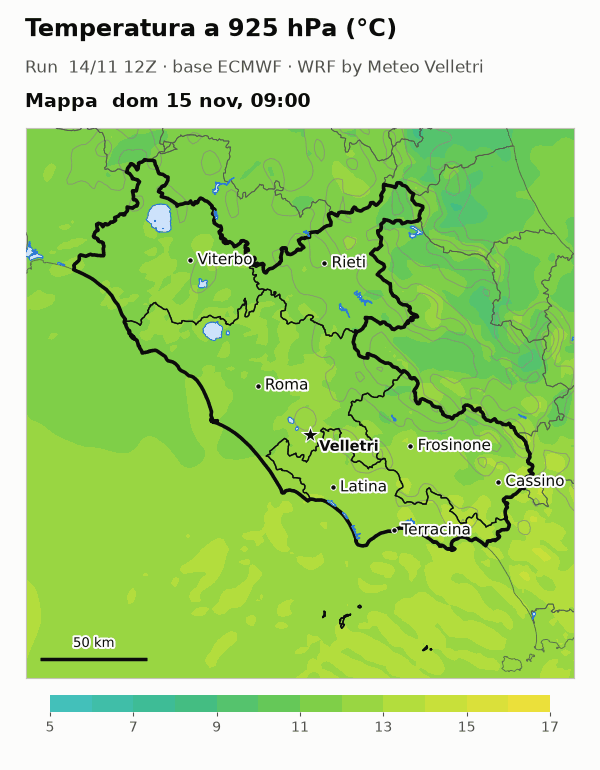 Temperatura a 925 hPa (°C)
Run  14/11 12Z · base ECMWF · WRF by Meteo Velletri
Mappa  dom 15 nov, 09:00
Viterbo
Rieti
Roma
Velletri
Frosinone
Cassino
Latina
Terracina
50 km
5 7 9 11 13 15 17